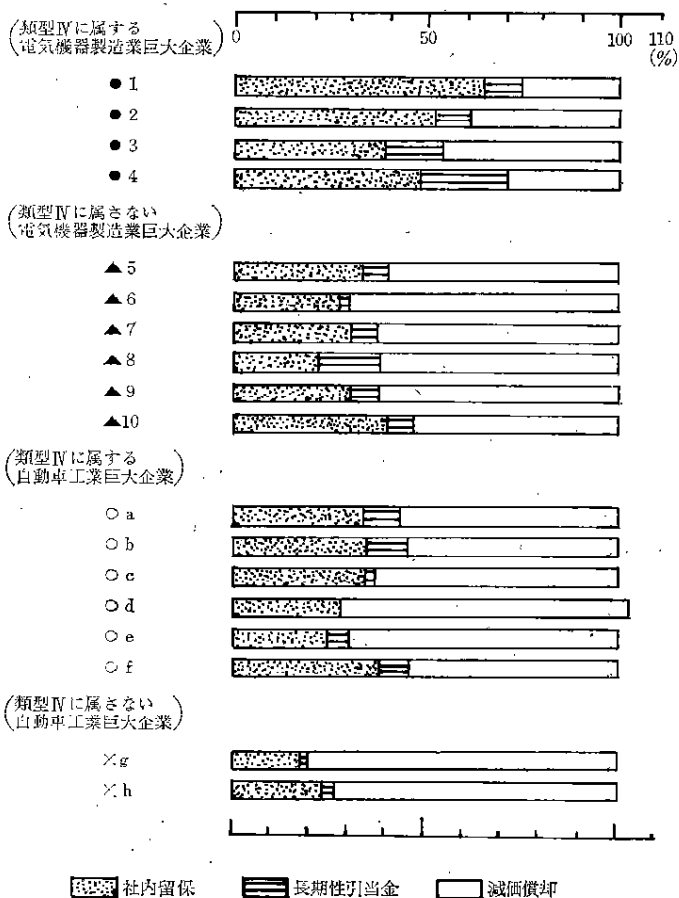 (類型Ⅳに属する
電気機器製造業巨大企業)
0 50 100 110
(%)
●1
●2
●3
●4
(類型Ⅳに属さない
電気機器製造業巨大企業)
▲5
▲6
▲7
▲8
▲9
▲10
(類型Ⅳに属する
自動車工業巨大企業)
○a
○b
○c
○d
○e
○f
(類型Ⅳに属さない
自動車工業巨大企業)
×g
×h
社内留保 長期性引当金 減価償却